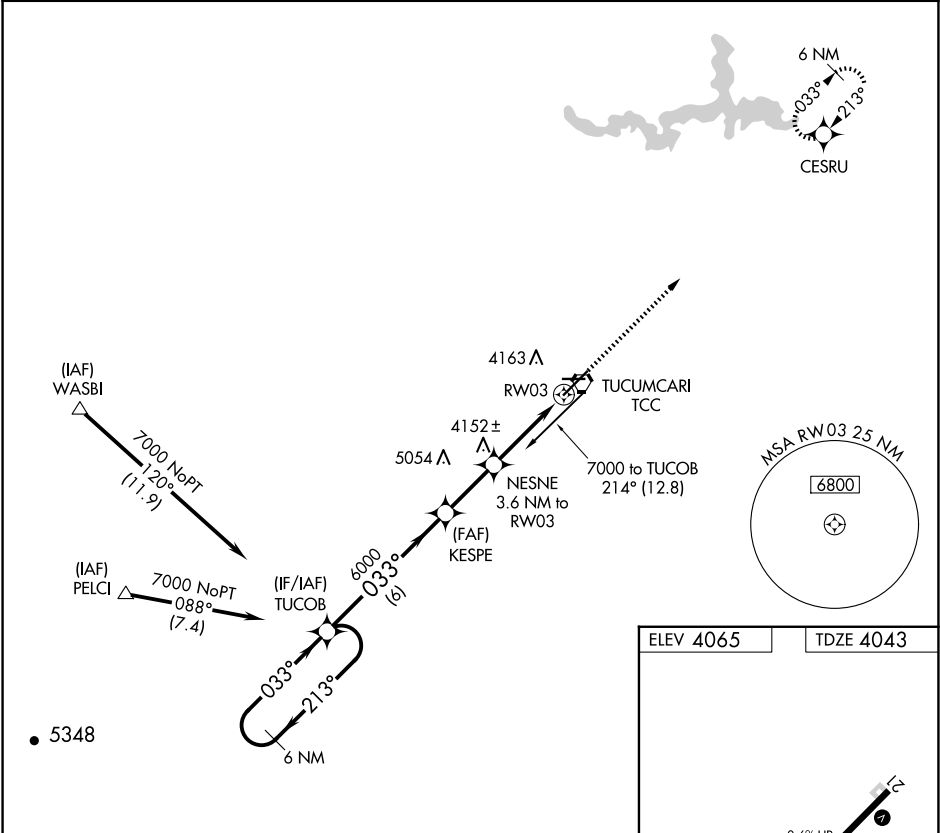 6 NM
033°
213°
CESRU
4163
RW03
TUCUMCARI
TCC
(IAF)
WASBI
7000 NoPT
120°
(11.9)
4152±
5054
7000 to TUCOB
214° (12.8)
NESNE
3.6 NM to
RW03
MSA RW03 25 NM
6800
(FAF)
KESPE
(IAF)
PELCI
7000 NoPT
088°
(7.4)
(IF/IAF)
TUCOB
6000
033°
(6)
033°
213°
6 NM
5348
ELEV 4065
TDZE 4043
21
V